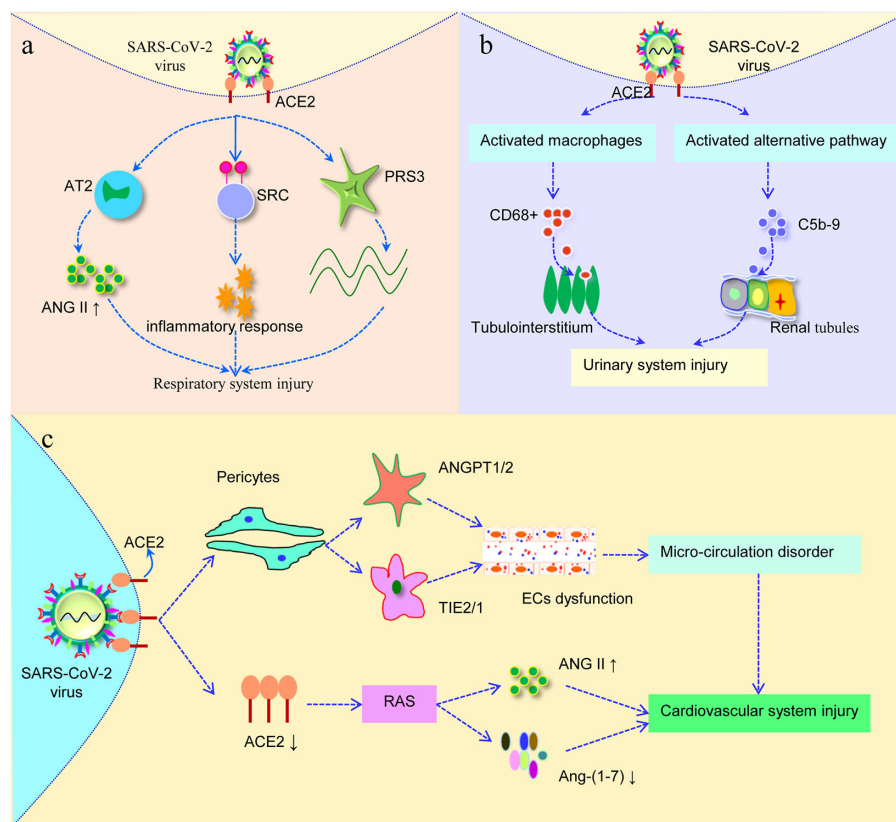 a
SARS-CoV-2
virus
ACE2
AT2
SRC
PRS3
ANG II ↑
inflammatory response
Respiratory system injury
b
SARS-CoV-2
virus
ACE2
Activated macrophages
Activated alternative pathway
CD68+
C5b-9
Tubulointerstitium
Renal tubules
Urinary system injury
c
Pericytes
ANGPT1/2
ACE2
TIE2/1
ECs dysfunction
Micro-circulation disorder
SARS-CoV-2
virus
ACE2 ↓
RAS
ANG II ↑
Ang-(1-7) ↓
Cardiovascular system injury